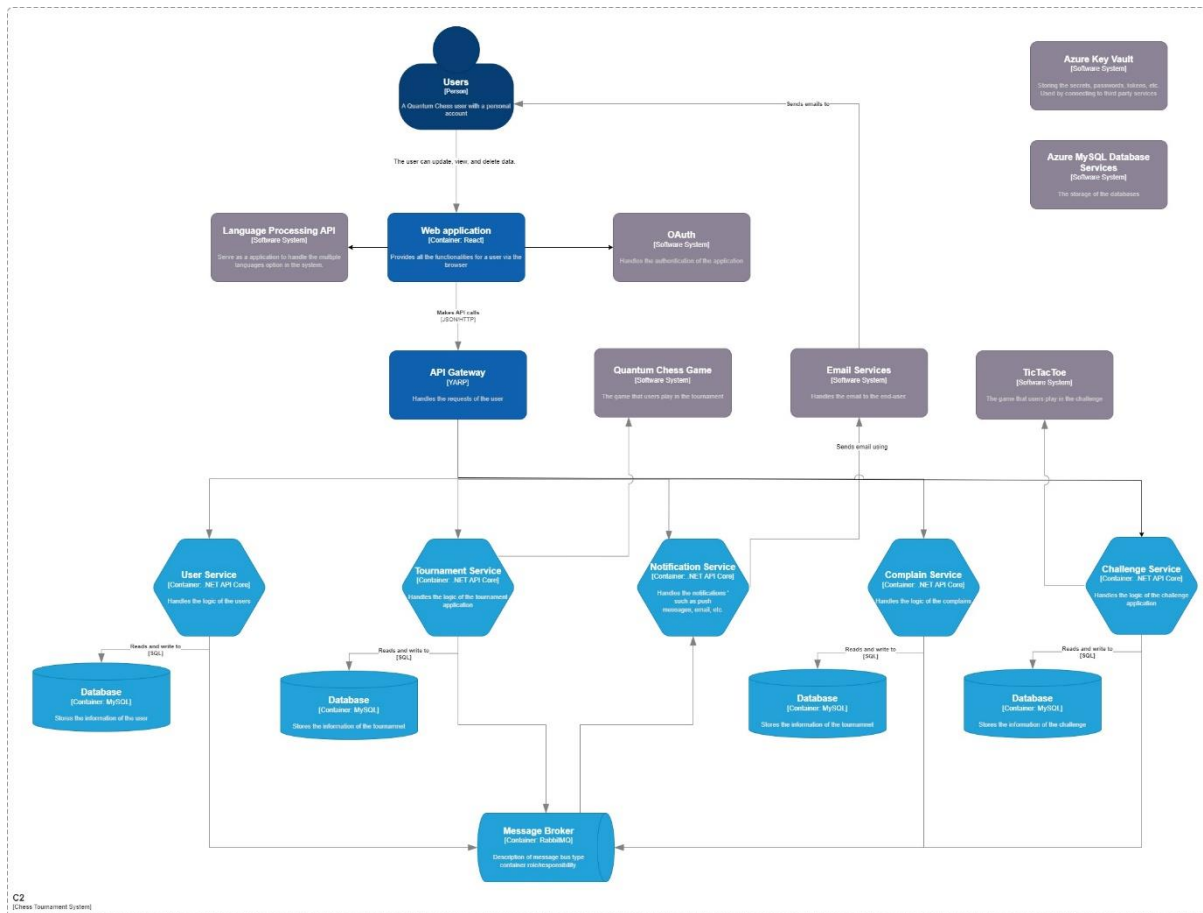 Users
[Person]
A Quantum Chess user with a personal
account
Azure Key Vault
[Software System]
Storing the secrets, passwords, tokens, etc.
Used by connecting to third party services
Sends emails to
Azure MySQL Database
Services
[Software System]
The storage of the databases
The user can update, view, and delete data.
Language Processing API
[Software System]
Serve as a application to handle the multiple
languages option in the system.
Web application
[Container: React]
Provides all the functionalities for a user via the
browser
OAuth
[Software System]
Handles the authentication of the application
Makes API calls
[JSON/HTTP]
API Gateway
[YARP]
Handles the requests of the user
Quantum Chess Game
[Software System]
The game that users play in the tournament
Email Services
[Software System]
Handles the email to the end-user
TicTacToe
[Software System]
The game that users play in the challenge
Sends email using
User Service
[Container: .NET API Core]
Handles the logic of the users
Tournament Service
[Container: .NET API Core]
Handles the logic of the tournament
application
Notification Service
[Container: .NET API Core]
Handles the notifications
such as push
messages, email, etc.
Complain Service
[Container: .NET API Core]
Handles the logic of the complains
Challenge Service
[Container: .NET API Core]
Handles the logic of the challenge
application
Reads and write to
[SQL]
Database
[Container: MySQL]
Stores the information of the user
Reads and write to
[SQL]
Database
[Container: MySQL]
Stores the information of the
Reads and write to
[SQL]
Database
[Container: MySQL]
Stores the information of the
Reads and write to
[SQL]
Database
[Container: MySQL]
Stores the information of the challenge
Message Broker
[Container: RabbitMQ]
Description of message bus type
container role/responsibility.
C2
[Chess Tournament System]